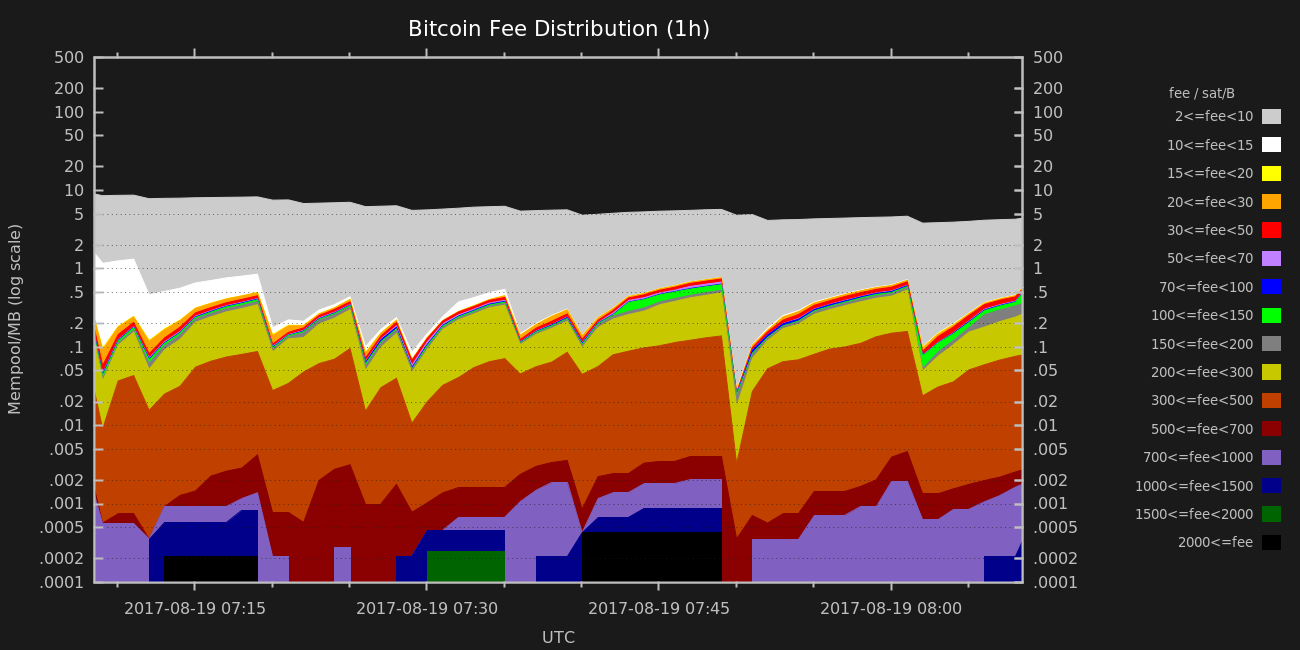 Bitcoin Fee Distribution (1h)
Mempool/MB (log scale)
500
200
100
50
20
10
5
2
1
.5
.2
.1
.05
.02
.01
.005
.002
.001
.0005
.0002
.0001
500
200
100
50
20
10
5
2
1
.5
.2
.1
.05
.02
.01
.005
.002
.001
.0005
.0002
.0001
2017-08-19 07:15
2017-08-19 07:30
2017-08-19 07:45
2017-08-19 08:00
UTC
fee / sat/B
2<=fee<10
10<=fee<15
15<=fee<20
20<=fee<30
30<=fee<50
50<=fee<70
70<=fee<100
100<=fee<150
150<=fee<200
200<=fee<300
300<=fee<500
500<=fee<700
700<=fee<1000
1000<=fee<1500
1500<=fee<2000
2000<=fee